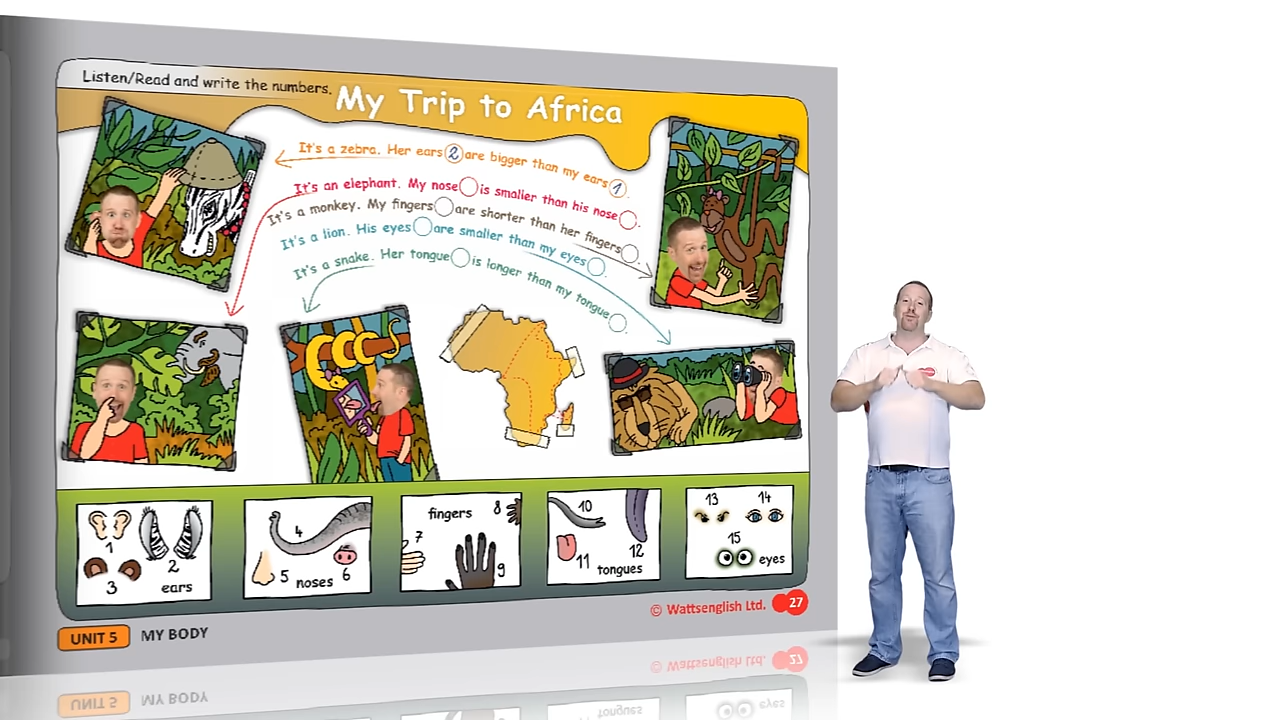 Listen/Read and write the numbers.
My Trip to Africa
It's a zebra. Her ears 2 are bigger than my ears 1.
It's an elephant. My nose is smaller than his nose .
It's a monkey. My fingers are shorter than her fingers .
It's a lion. His eyes are smaller than my eyes .
It's a snake. Her tongue is longer than my tongue .
1
2
3
ears
4
5
noses
6
fingers
7
8
9
10
11
12
tongues
13
14
15
eyes
© Wattsenglish Ltd. 27
UNIT 5 MY BODY